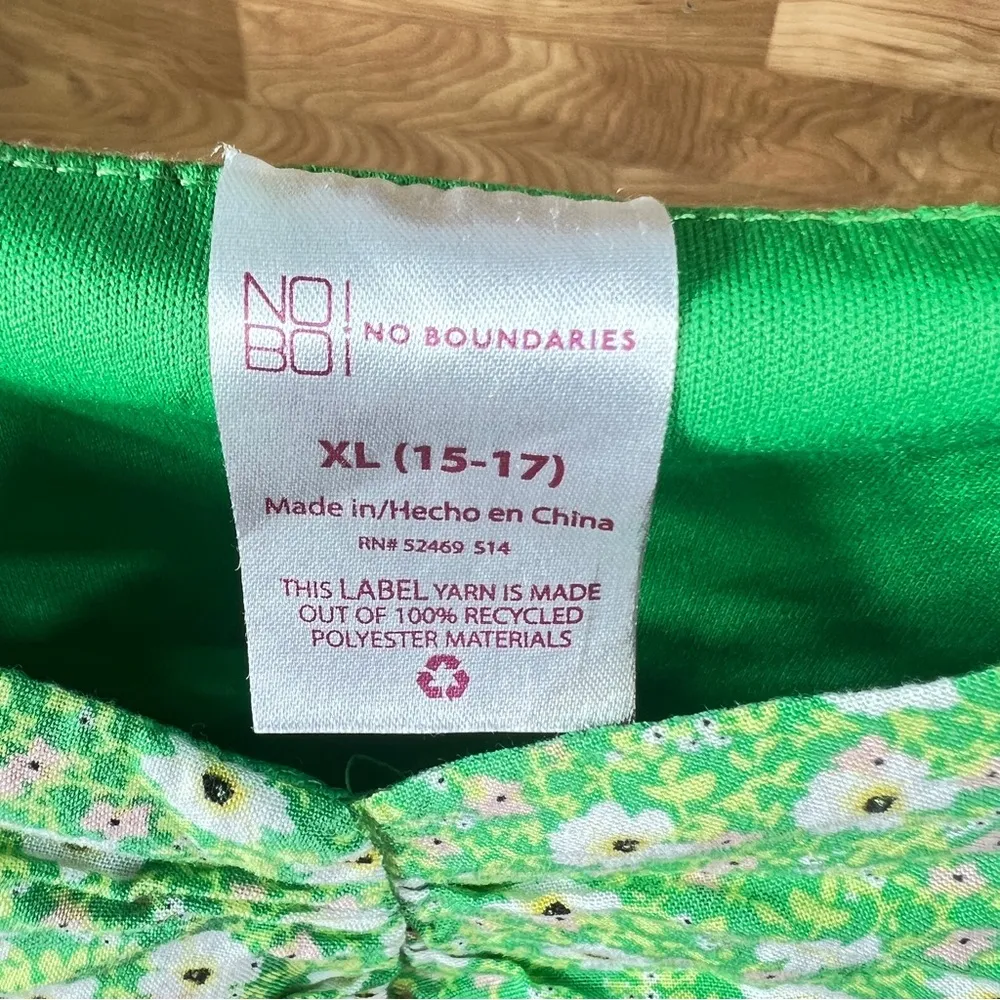 NO
BO
NO BOUNDARIES
XL (15-17)
Made in/Hecho en China
RN# 52469 S14
THIS LABEL YARN IS MADE
OUT OF 100% RECYCLED
POLYESTER MATERIALS